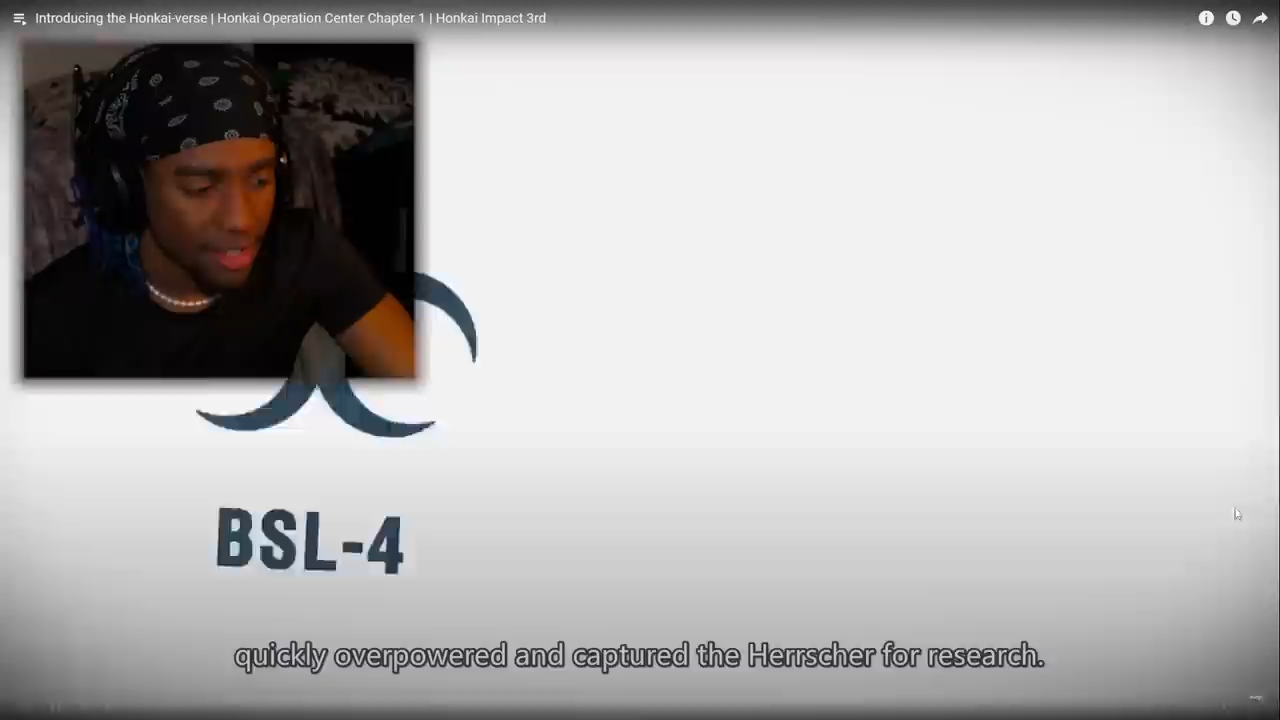 Introducing the Honkai-verse | Honkai Operation Center Chapter 1 | Honkai Impact 3rd
BSL-4
quickly overpowered and captured the Herrscher for research.